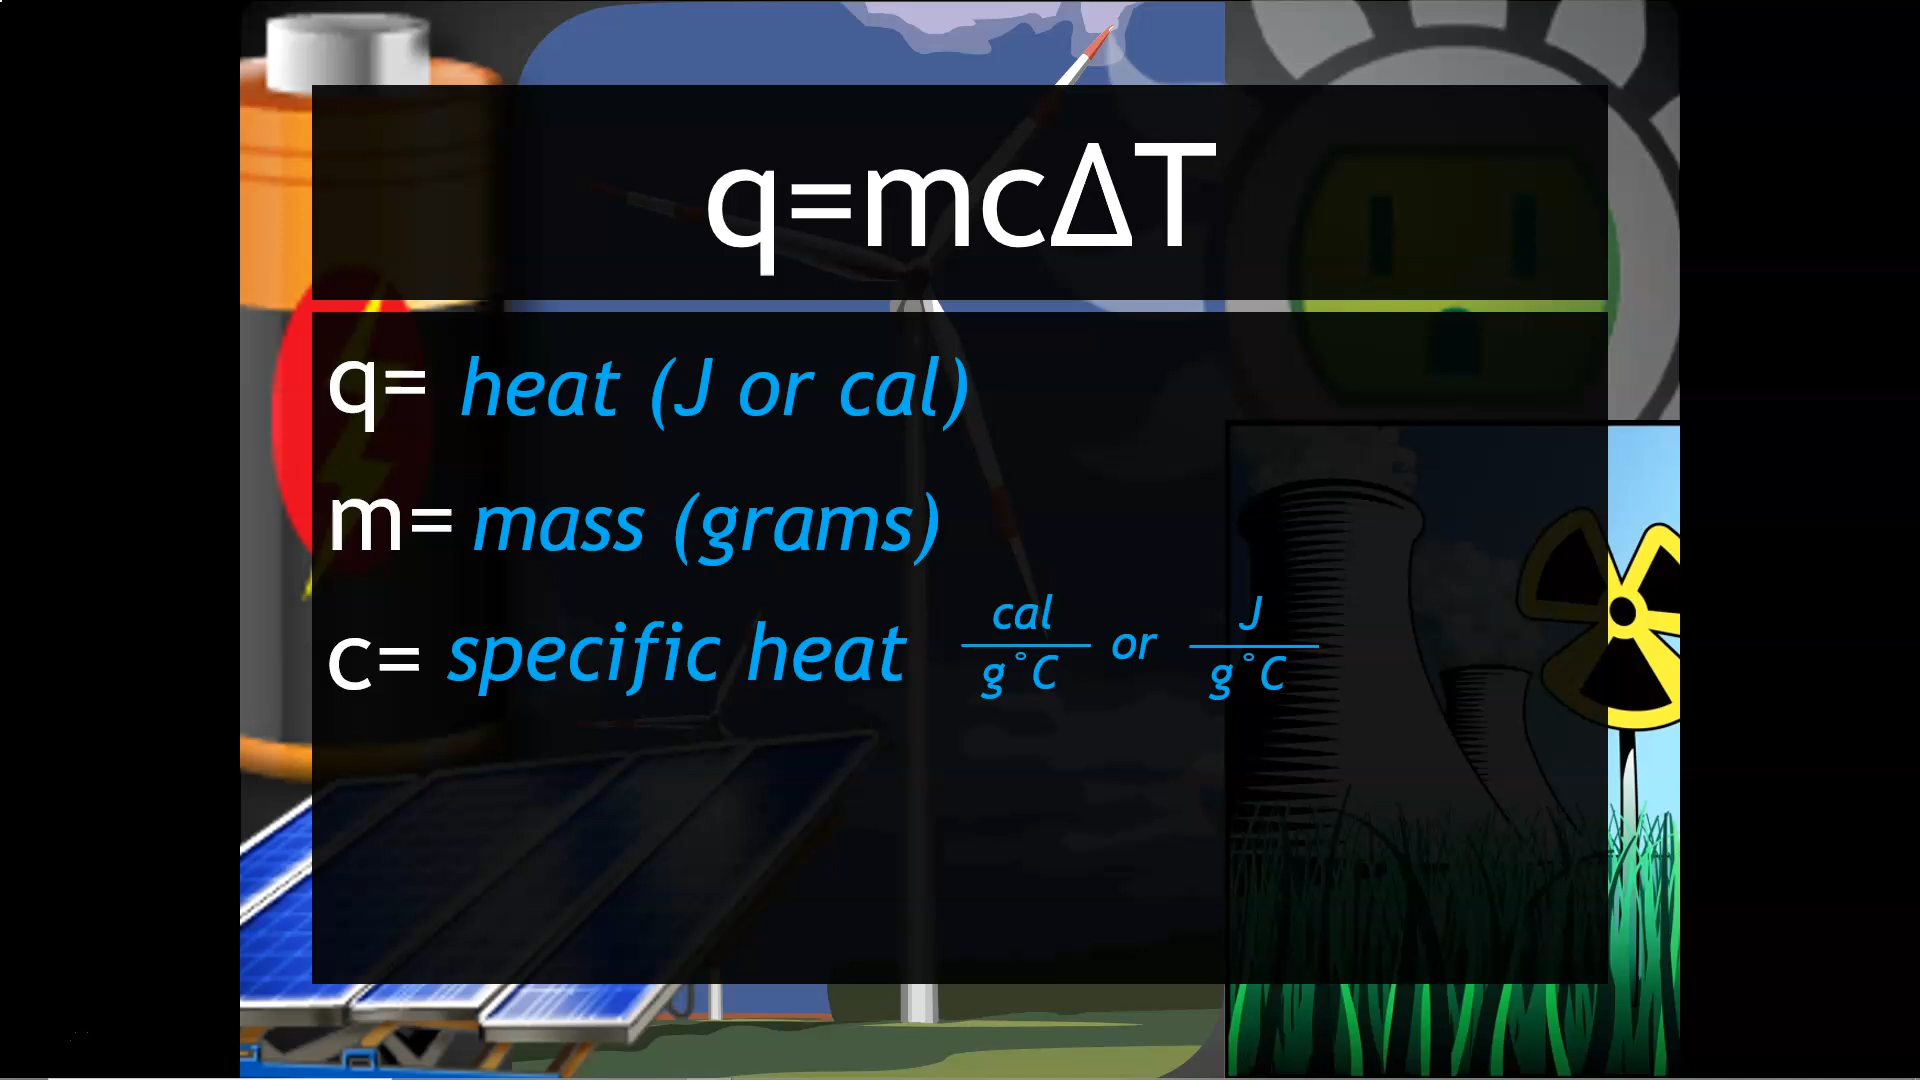 q=mcΔT
q= heat (J or cal)
m= mass (grams)
c= specific heat cal/g°C or J/g°C